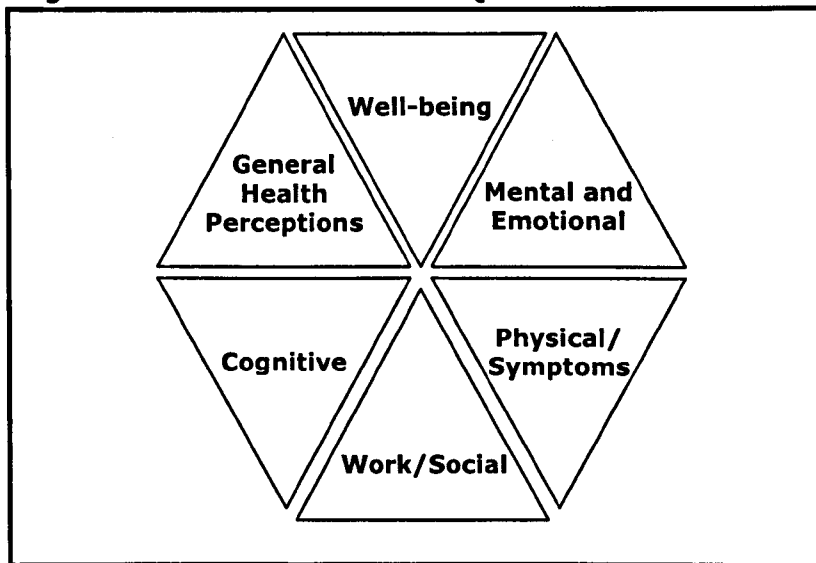 Well-being
General
Health
Perceptions
Mental and
Emotional
Cognitive
Physical/
Symptoms
Work/Social